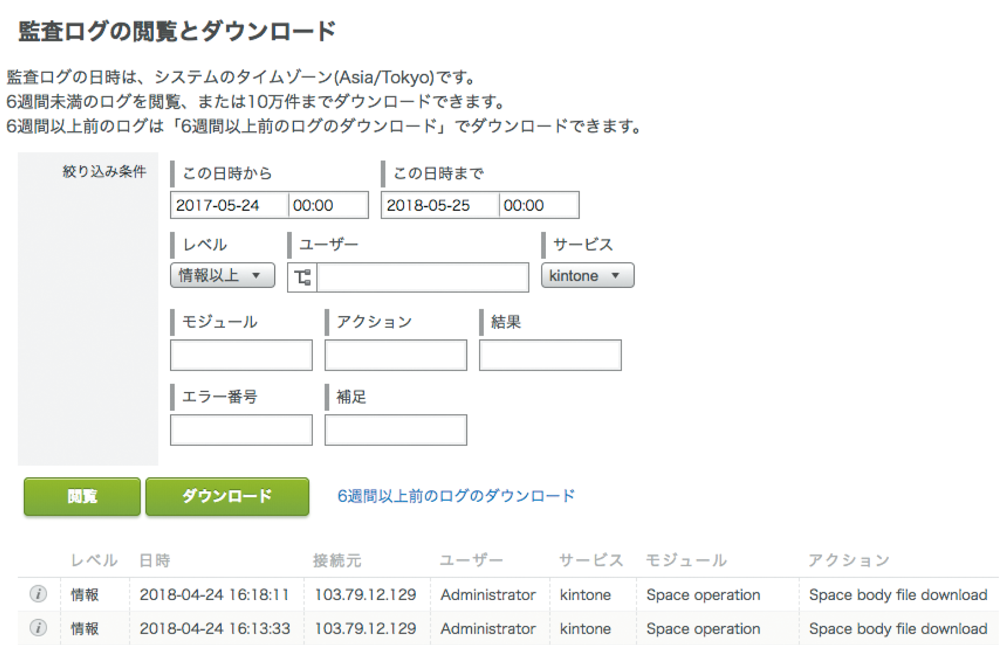 監査ログの閲覧とダウンロード
監査ログの日時は、システムのタイムゾーン(Asia/Tokyo)です。
6週間未満のログを閲覧、または10万件までダウンロードできます。
6週間以上前のログは「6週間以上前のログのダウンロード」でダウンロードできます。
絞り込み条件
この日時から この日時まで
2017-05-24 00:00 2018-05-25 00:00
レベル ユーザー サービス
情報以上 kintone
モジュール アクション 結果
エラー番号 補足
閲覧 ダウンロード 6週間以上前のログのダウンロード
レベル 日時 接続元 ユーザー サービス モジュール アクション
情報 2018-04-24 16:18:11 103.79.12.129 Administrator kintone Space operation Space body file download
情報 2018-04-24 16:13:33 103.79.12.129 Administrator kintone Space operation Space body file download